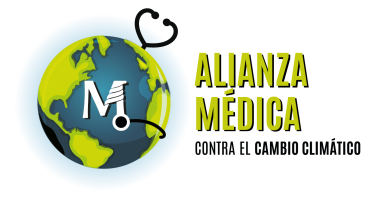 M
ALIANZA
MÉDICA
CONTRA EL CAMBIO CLIMÁTICO